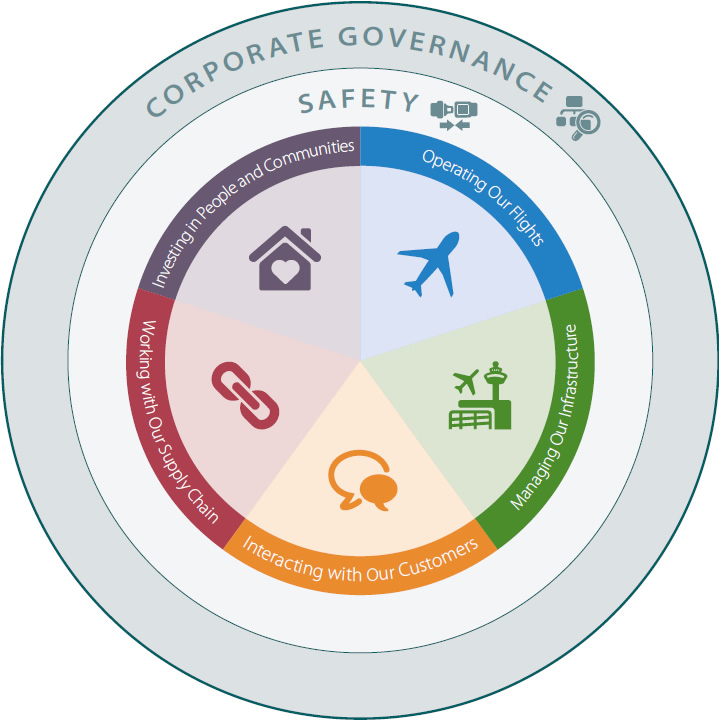 CORPORATE GOVERNANCE
SAFETY
Investing in People and Communities
Operating Our Flights
Working with Our Supply Chain
Managing Our Infrastructure
Interacting with Our Customers